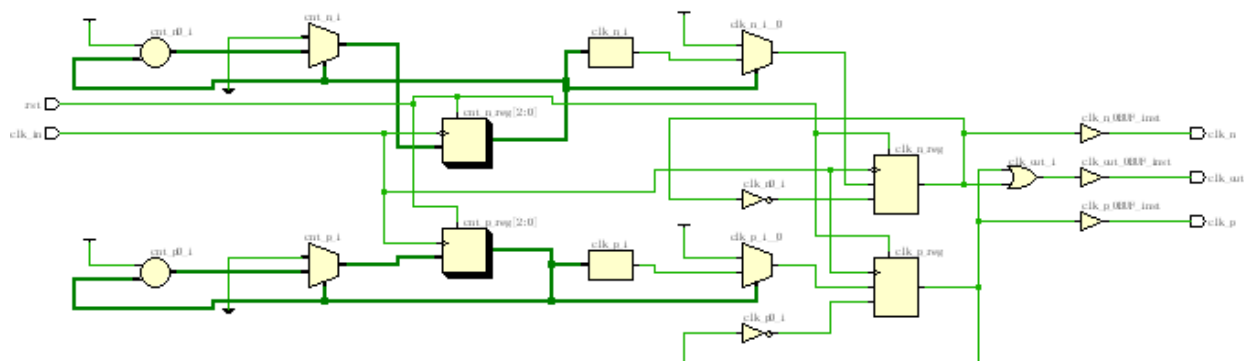 cnt_n0_i
cnt_n_i
clk_n_i
clk_n_i__0
rst
clk_in
cnt_n_reg[2:0]
clk_n_reg
clk_n_OBUF_inst
clk_n
clk_out_i
clk_out_OBUF_inst
clk_out
clk_n0_i
clk_p_OBUF_inst
clk_p
cnt_p_reg[2:0]
cnt_p0_i
cnt_p_i
clk_p_i
clk_p_i__0
clk_p_reg
clk_p0_i